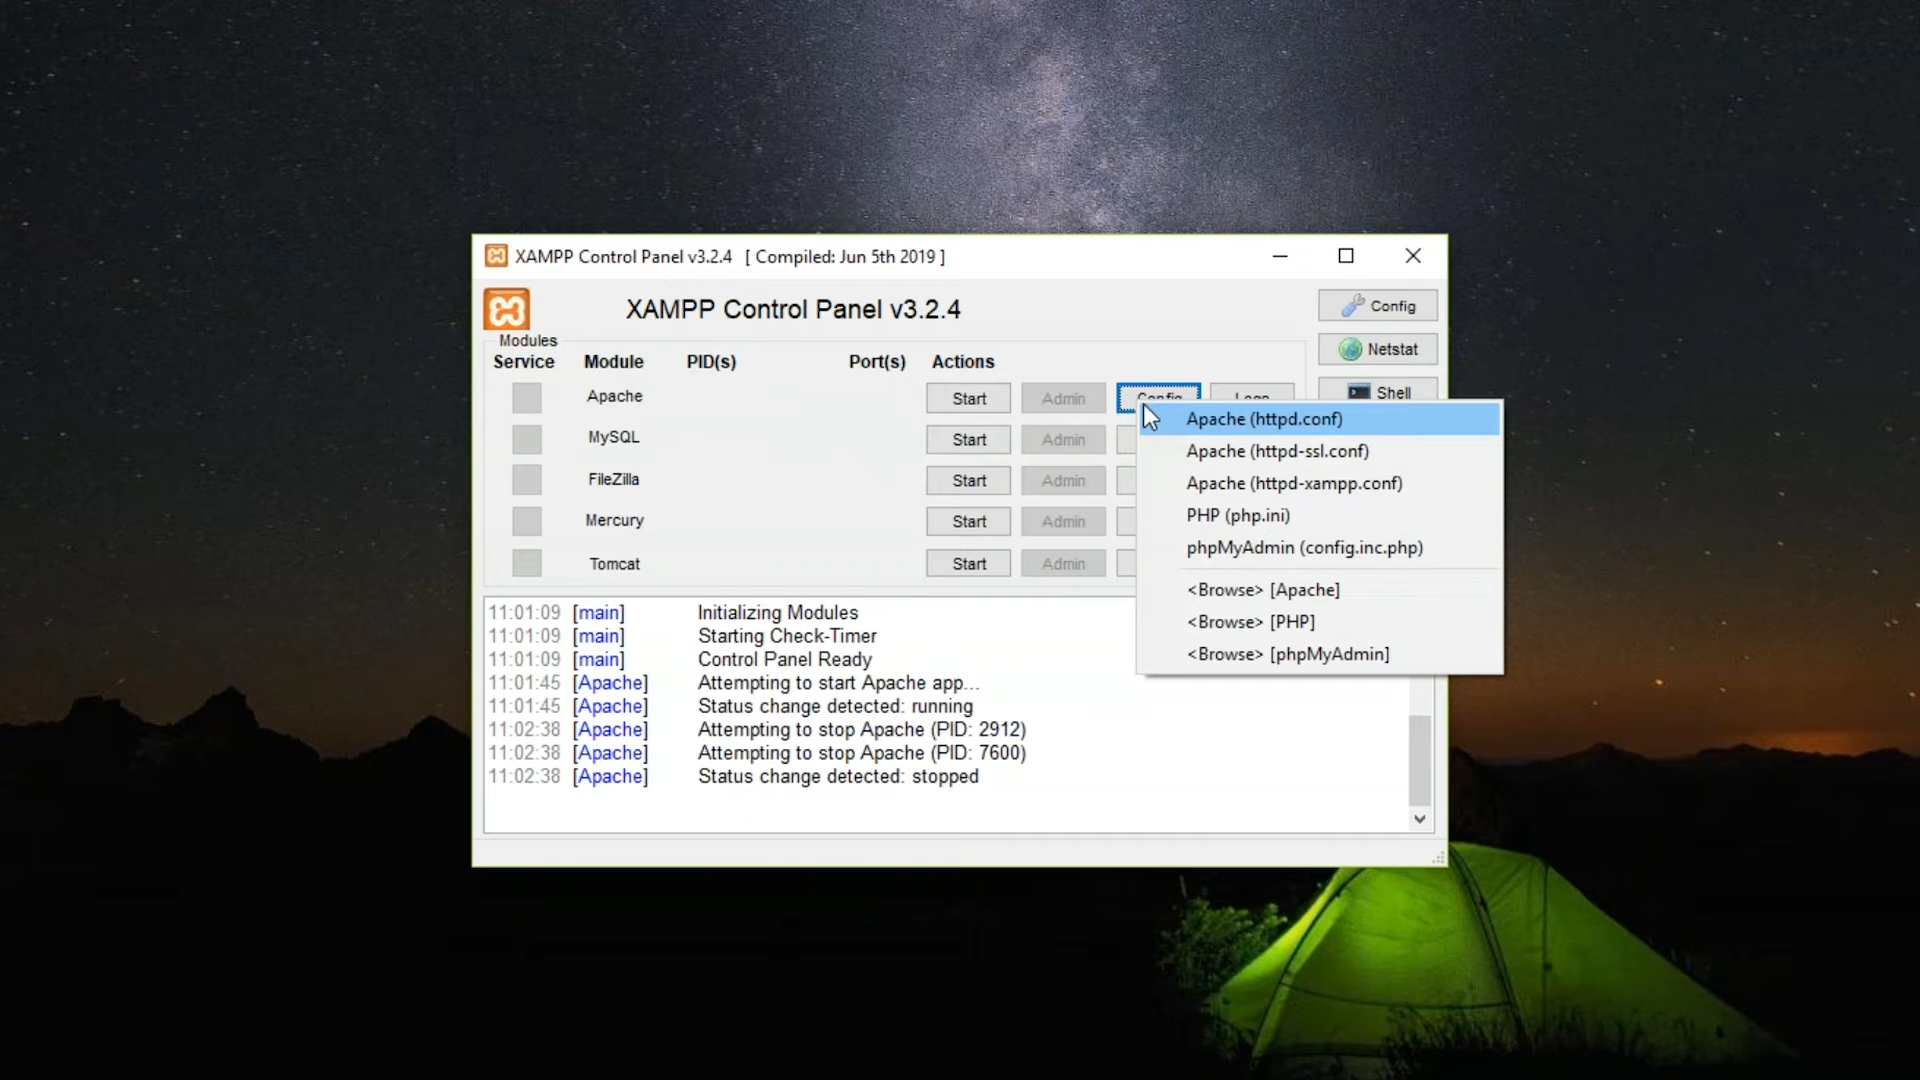 XAMPP Control Panel v3.2.4 [ Compiled: Jun 5th 2019 ]
XAMPP Control Panel v3.2.4
Config
Modules
Netstat
Service Module PID(s) Port(s) Actions
Apache Start Admin Config Logs Shell
MySQL Start Admin
FileZilla Start Admin
Mercury Start Admin
Tomcat Start Admin
Apache (httpd.conf)
Apache (httpd-ssl.conf)
Apache (httpd-xampp.conf)
PHP (php.ini)
phpMyAdmin (config.inc.php)
<Browse> [Apache]
<Browse> [PHP]
<Browse> [phpMyAdmin]
11:01:09 [main] Initializing Modules
11:01:09 [main] Starting Check-Timer
11:01:09 [main] Control Panel Ready
11:01:45 [Apache] Attempting to start Apache app...
11:01:45 [Apache] Status change detected: running
11:02:38 [Apache] Attempting to stop Apache (PID: 2912)
11:02:38 [Apache] Attempting to stop Apache (PID: 7600)
11:02:38 [Apache] Status change detected: stopped